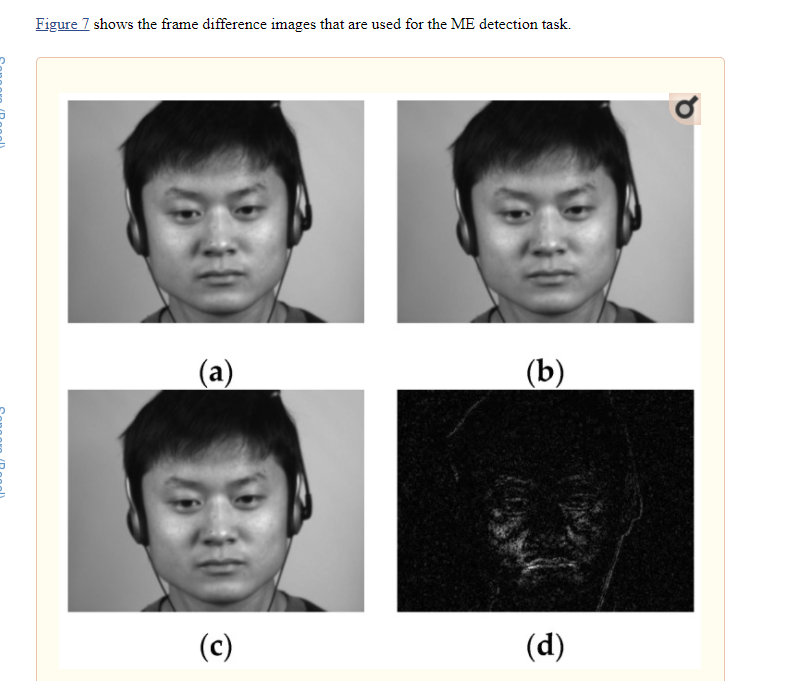 Figure 7 shows the frame difference images that are used for the ME detection task.
(a)
(b)
(c)
(d)